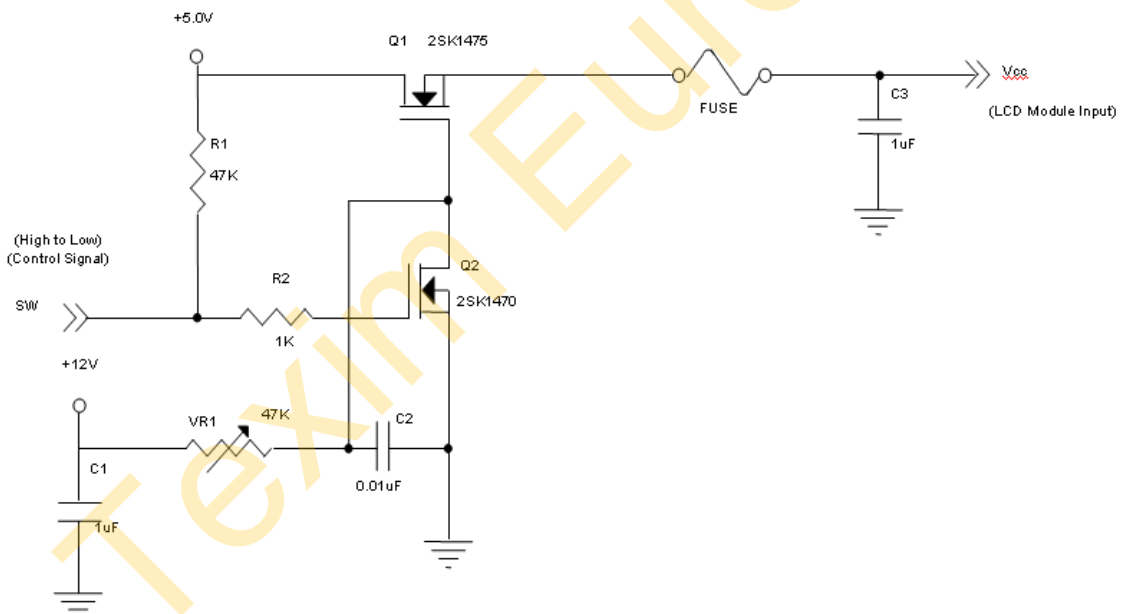 +5.0V
Q1 2SK1475
Vcc
FUSE
C3
(LCD Module Input)
R1
1uF
47K
(High to Low)
(Control Signal)
R2
Q2
SW
2SK1470
1K
+12V
VR1
47K
C2
C1
0.01uF
1uF
Texim Euro